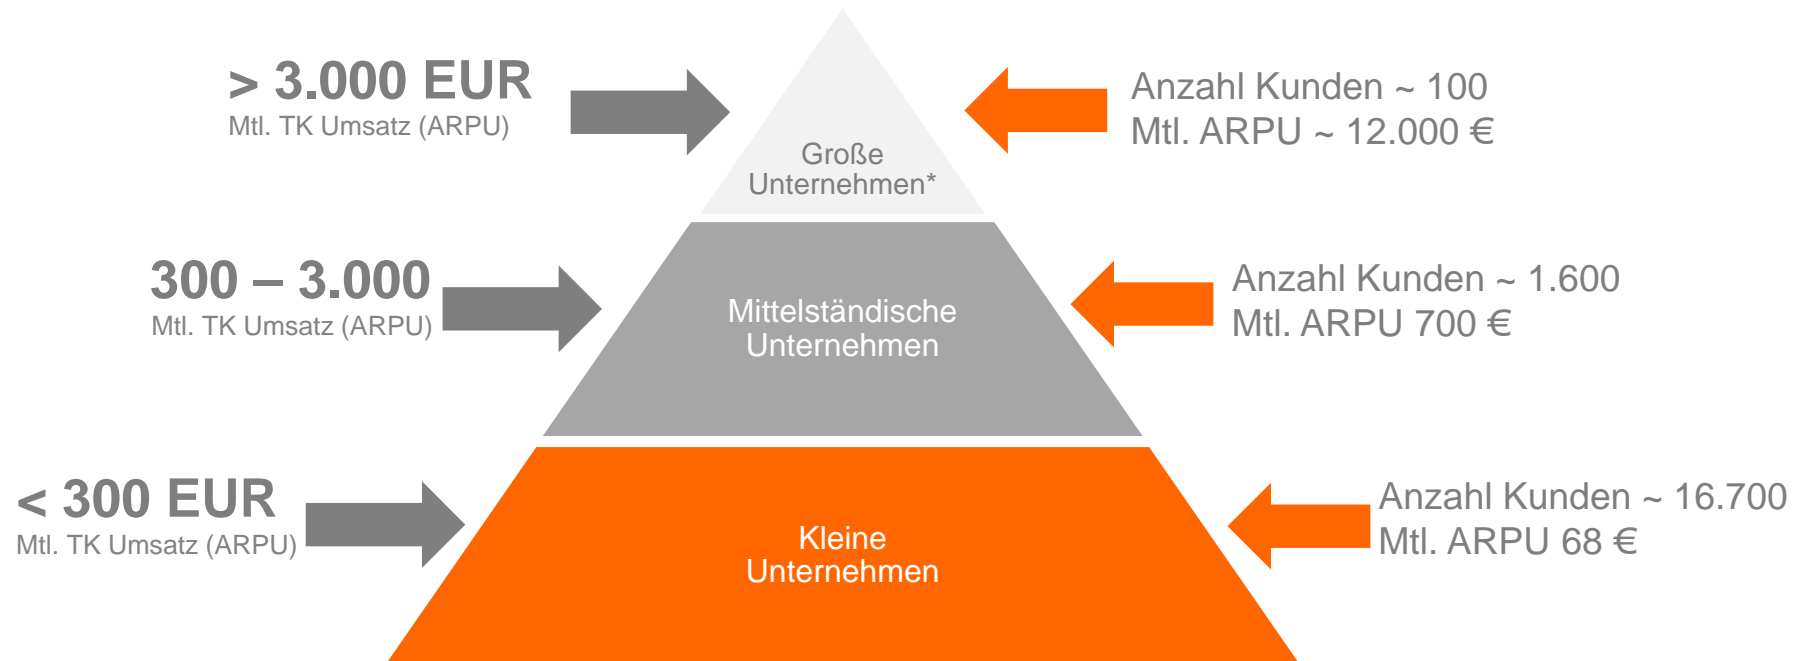 > 3.000 EUR
Mtl. TK Umsatz (ARPU)
Große
Unternehmen*
Anzahl Kunden ~ 100
Mtl. ARPU ~ 12.000 €
300 – 3.000
Mtl. TK Umsatz (ARPU)
Mittelständische
Unternehmen
Anzahl Kunden ~ 1.600
Mtl. ARPU 700 €
< 300 EUR
Mtl. TK Umsatz (ARPU)
Kleine
Unternehmen
Anzahl Kunden ~ 16.700
Mtl. ARPU 68 €